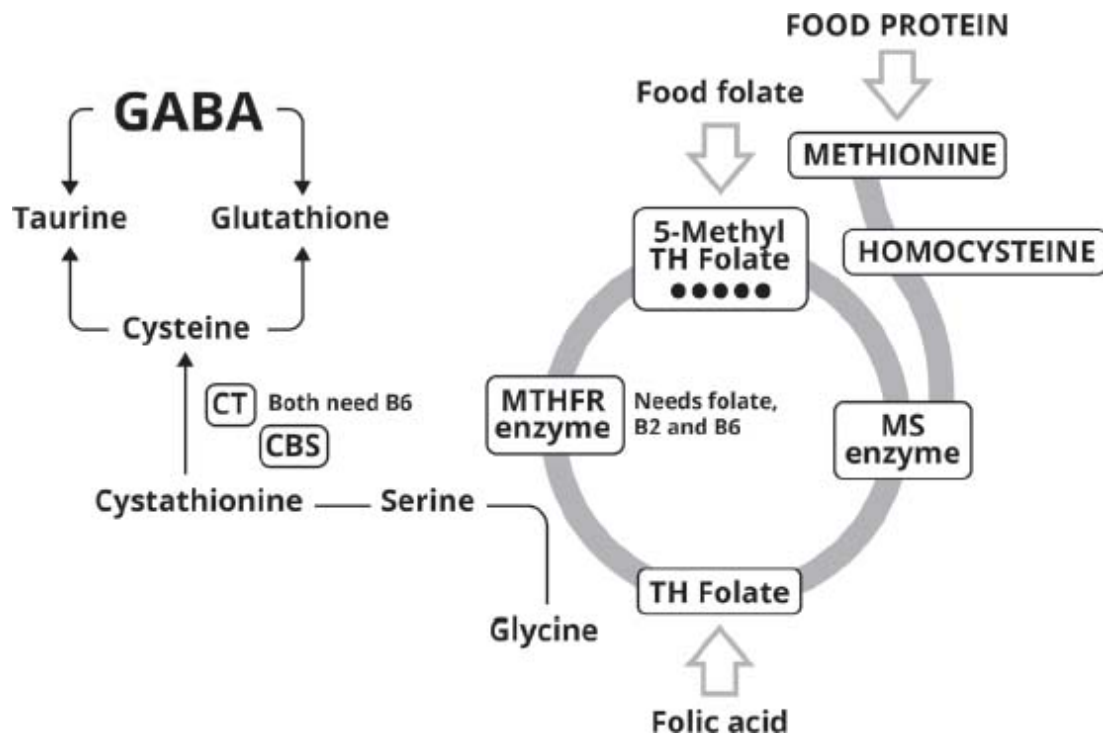 FOOD PROTEIN
Food folate
GABA
METHIONINE
Taurine
Glutathione
5-Methyl
TH Folate
HOMOCYSTEINE
Cysteine
CT
Both need B6
CBS
MTHFR
enzyme
Needs folate,
B2 and B6
MS
enzyme
Cystathionine
Serine
TH Folate
Glycine
Folic acid